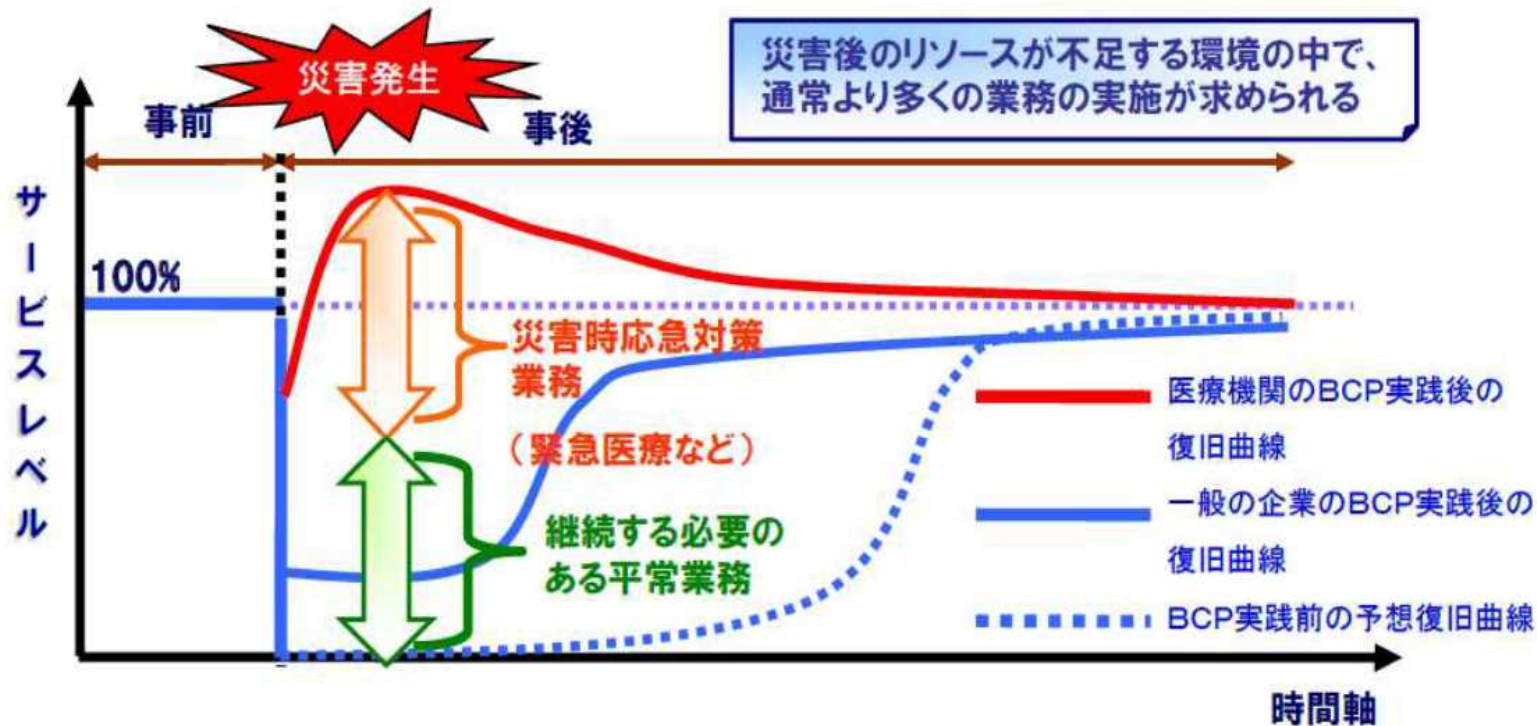 災害発生
災害後のリソースが不足する環境の中で、
通常より多くの業務の実施が求められる
事前
事後
サービスレベル
100%
災害時応急対策
業務
（緊急医療など）
継続する必要の
ある平常業務
医療機関のBCP実践後の
復旧曲線
一般の企業のBCP実践後の
復旧曲線
BCP実践前の予想復旧曲線
時間軸